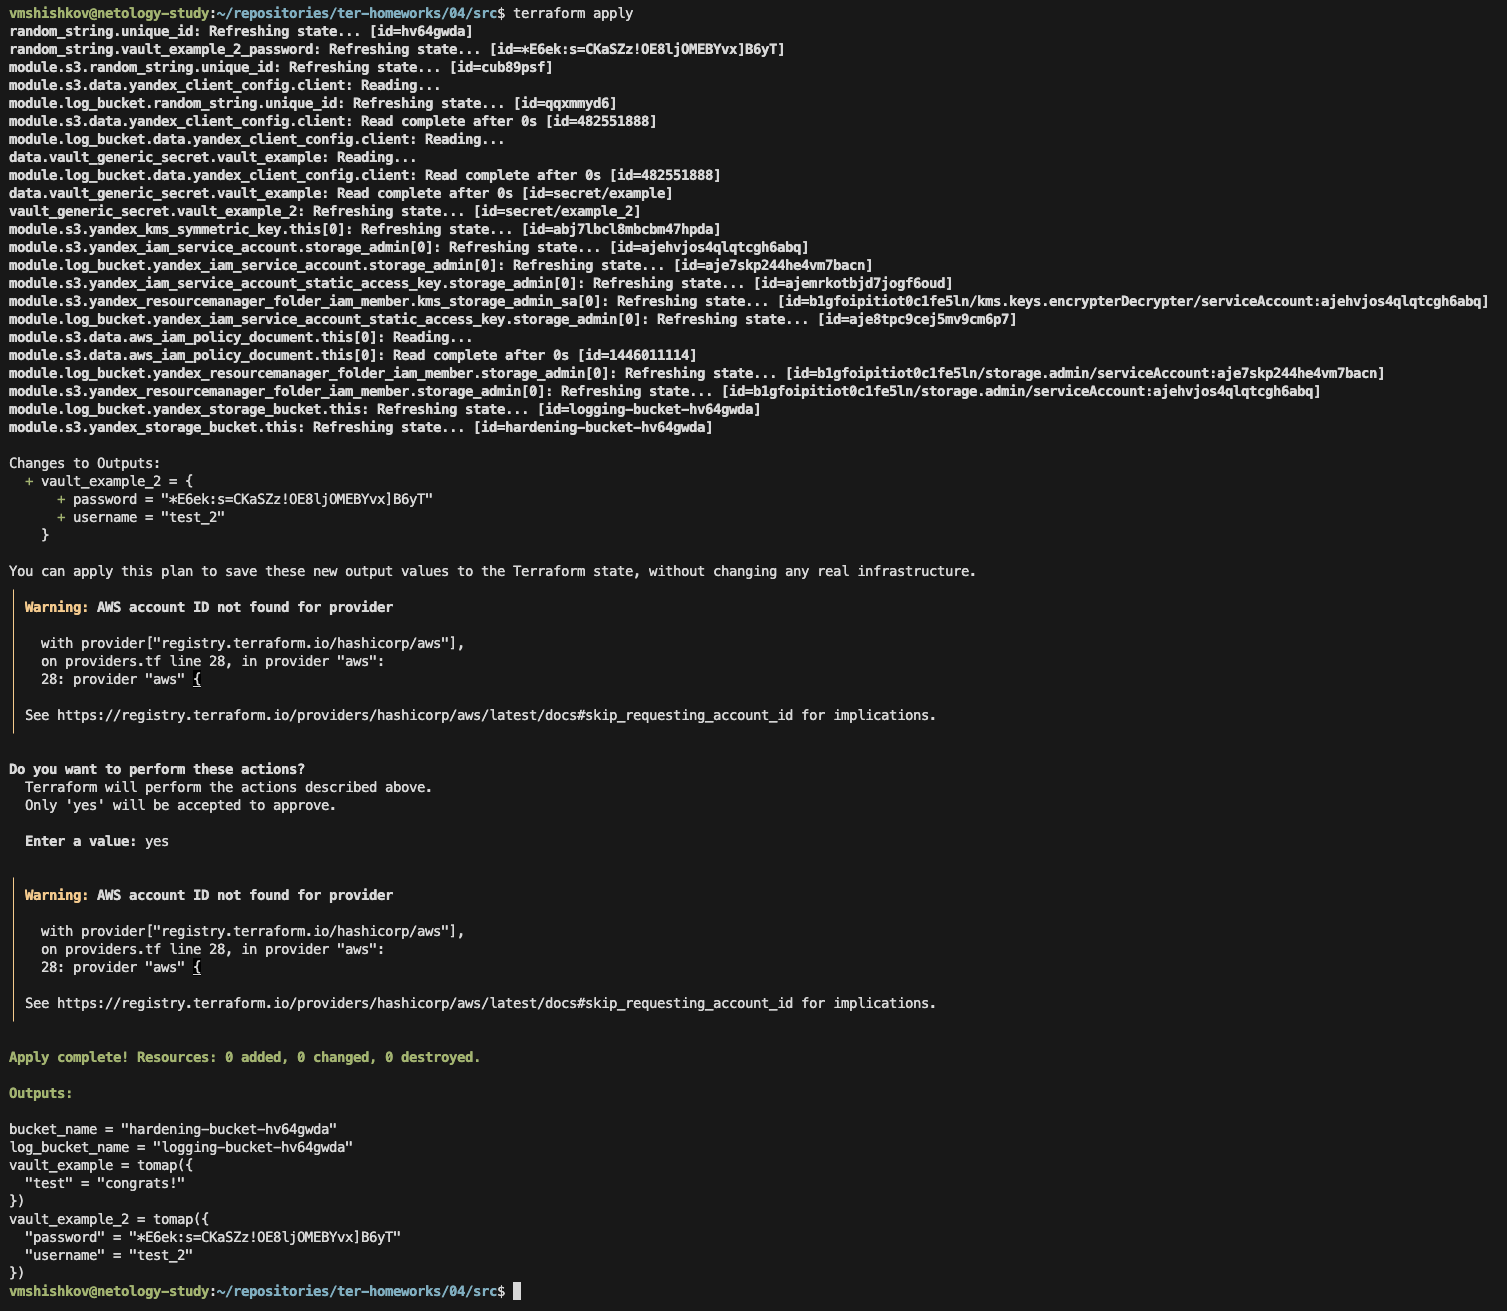 vmshishkov@netology-study:~/repositories/ter-homeworks/04/src$ terraform apply
random_string.unique_id: Refreshing state... [id=hv64gwda]
random_string.vault_example_2_password: Refreshing state... [id=*E6ek:s=CKaSZz!OE8ljOMEBYvx]B6yT]
module.s3.random_string.unique_id: Refreshing state... [id=cub89psf]
module.s3.data.yandex_client_config.client: Reading...
module.log_bucket.random_string.unique_id: Refreshing state... [id=qqxmmyd6]
module.s3.data.yandex_client_config.client: Read complete after 0s [id=482551888]
module.log_bucket.data.yandex_client_config.client: Reading...
data.vault_generic_secret.vault_example: Reading...
module.log_bucket.data.yandex_client_config.client: Read complete after 0s [id=482551888]
data.vault_generic_secret.vault_example: Read complete after 0s [id=secret/example]
vault_generic_secret.vault_example_2: Refreshing state... [id=secret/example_2]
module.s3.yandex_kms_symmetric_key.this[0]: Refreshing state... [id=abj7lbcl8mbcbm47hpda]
module.s3.yandex_iam_service_account.storage_admin[0]: Refreshing state... [id=ajehvjos4qlqtcgh6abq]
module.log_bucket.yandex_iam_service_account.storage_admin[0]: Refreshing state... [id=aje7skp244he4vm7bacn]
module.s3.yandex_iam_service_account_static_access_key.storage_admin[0]: Refreshing state... [id=ajemrkotbjd7jogf6oud]
module.s3.yandex_resourcemanager_folder_iam_member.kms_storage_admin_sa[0]: Refreshing state... [id=b1gfoipitiot0c1fe5ln/kms.keys.encrypterDecrypter/serviceAccount:ajehvjos4qlqtcgh6abq]
module.log_bucket.yandex_iam_service_account_static_access_key.storage_admin[0]: Refreshing state... [id=aje8tpc9cej5mv9cm6p7]
module.s3.data.aws_iam_policy_document.this[0]: Reading...
module.s3.data.aws_iam_policy_document.this[0]: Read complete after 0s [id=1446011114]
module.log_bucket.yandex_resourcemanager_folder_iam_member.storage_admin[0]: Refreshing state... [id=b1gfoipitiot0c1fe5ln/storage.admin/serviceAccount:aje7skp244he4vm7bacn]
module.s3.yandex_resourcemanager_folder_iam_member.storage_admin[0]: Refreshing state... [id=b1gfoipitiot0c1fe5ln/storage.admin/serviceAccount:ajehvjos4qlqtcgh6abq]
module.log_bucket.yandex_storage_bucket.this: Refreshing state... [id=logging-bucket-hv64gwda]
module.s3.yandex_storage_bucket.this: Refreshing state... [id=hardening-bucket-hv64gwda]
Changes to Outputs:
+ vault_example_2 = {
+ password = "*E6ek:s=CKaSZz!OE8ljOMEBYvx]B6yT"
+ username = "test_2"
}
You can apply this plan to save these new output values to the Terraform state, without changing any real infrastructure.
Warning: AWS account ID not found for provider
with provider["registry.terraform.io/hashicorp/aws"],
on providers.tf line 28, in provider "aws":
28: provider "aws" {
See https://registry.terraform.io/providers/hashicorp/aws/latest/docs#skip_requesting_account_id for implications.
Do you want to perform these actions?
Terraform will perform the actions described above.
Only 'yes' will be accepted to approve.
Enter a value: yes
Warning: AWS account ID not found for provider
with provider["registry.terraform.io/hashicorp/aws"],
on providers.tf line 28, in provider "aws":
28: provider "aws" {
See https://registry.terraform.io/providers/hashicorp/aws/latest/docs#skip_requesting_account_id for implications.
Apply complete! Resources: 0 added, 0 changed, 0 destroyed.
Outputs:
bucket_name = "hardening-bucket-hv64gwda"
log_bucket_name = "logging-bucket-hv64gwda"
vault_example = tomap({
"test" = "congrats!"
})
vault_example_2 = tomap({
"password" = "*E6ek:s=CKaSZz!OE8ljOMEBYvx]B6yT"
"username" = "test_2"
})
vmshishkov@netology-study:~/repositories/ter-homeworks/04/src$